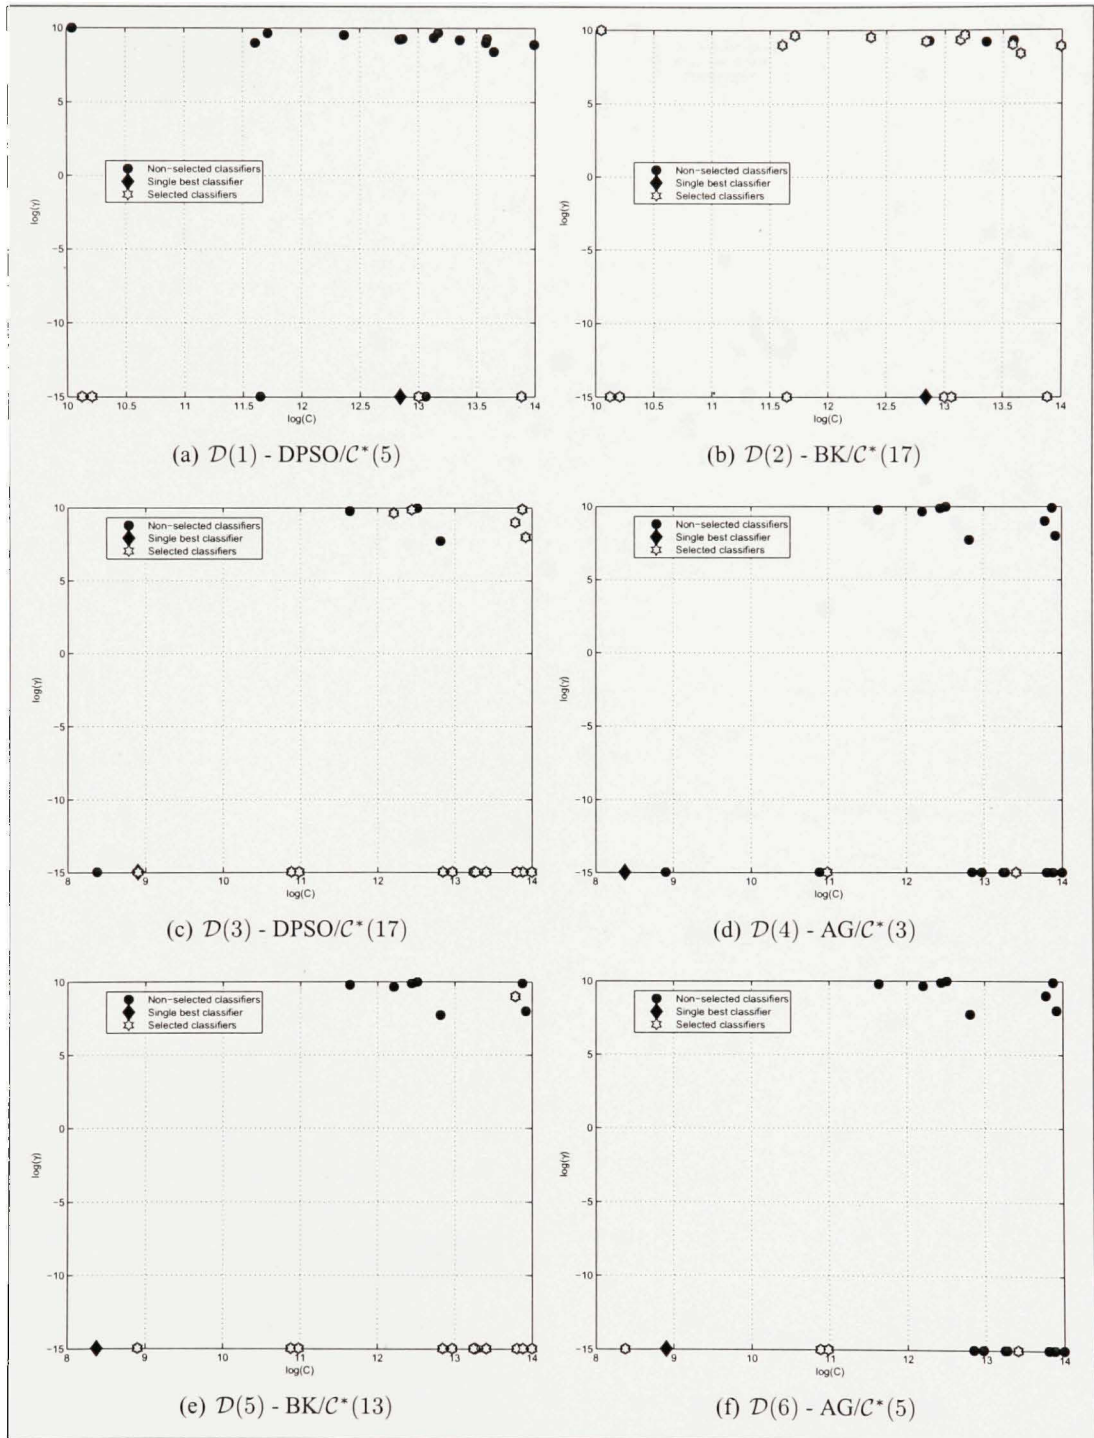 10
5
0
−5
−10
−15
log(γ)
Non−selected classifiers
Single best classifier
Selected classifiers
10 10.5 11 11.5 12 12.5 13 13.5 14
log(C)
(a) 𝒟(1) - DPSO/𝒞*(5)
10
5
0
−5
−10
−15
log(γ)
Non−selected classifiers
Single best classifier
Selected classifiers
10 10.5 11 11.5 12 12.5 13 13.5 14
log(C)
(b) 𝒟(2) - BK/𝒞*(17)
10
5
0
−5
−10
−15
log(γ)
Non−selected classifiers
Single best classifier
Selected classifiers
8 9 10 11 12 13 14
log(C)
(c) 𝒟(3) - DPSO/𝒞*(17)
10
5
0
−5
−10
−15
log(γ)
Non−selected classifiers
Single best classifier
Selected classifiers
8 9 10 11 12 13 14
log(C)
(d) 𝒟(4) - AG/𝒞*(3)
10
5
0
−5
−10
−15
log(γ)
Non−selected classifiers
Single best classifier
Selected classifiers
8 9 10 11 12 13 14
log(C)
(e) 𝒟(5) - BK/𝒞*(13)
10
5
0
−5
−10
−15
log(γ)
Non−selected classifiers
Single best classifier
Selected classifiers
8 9 10 11 12 13 14
log(C)
(f) 𝒟(6) - AG/𝒞*(5)